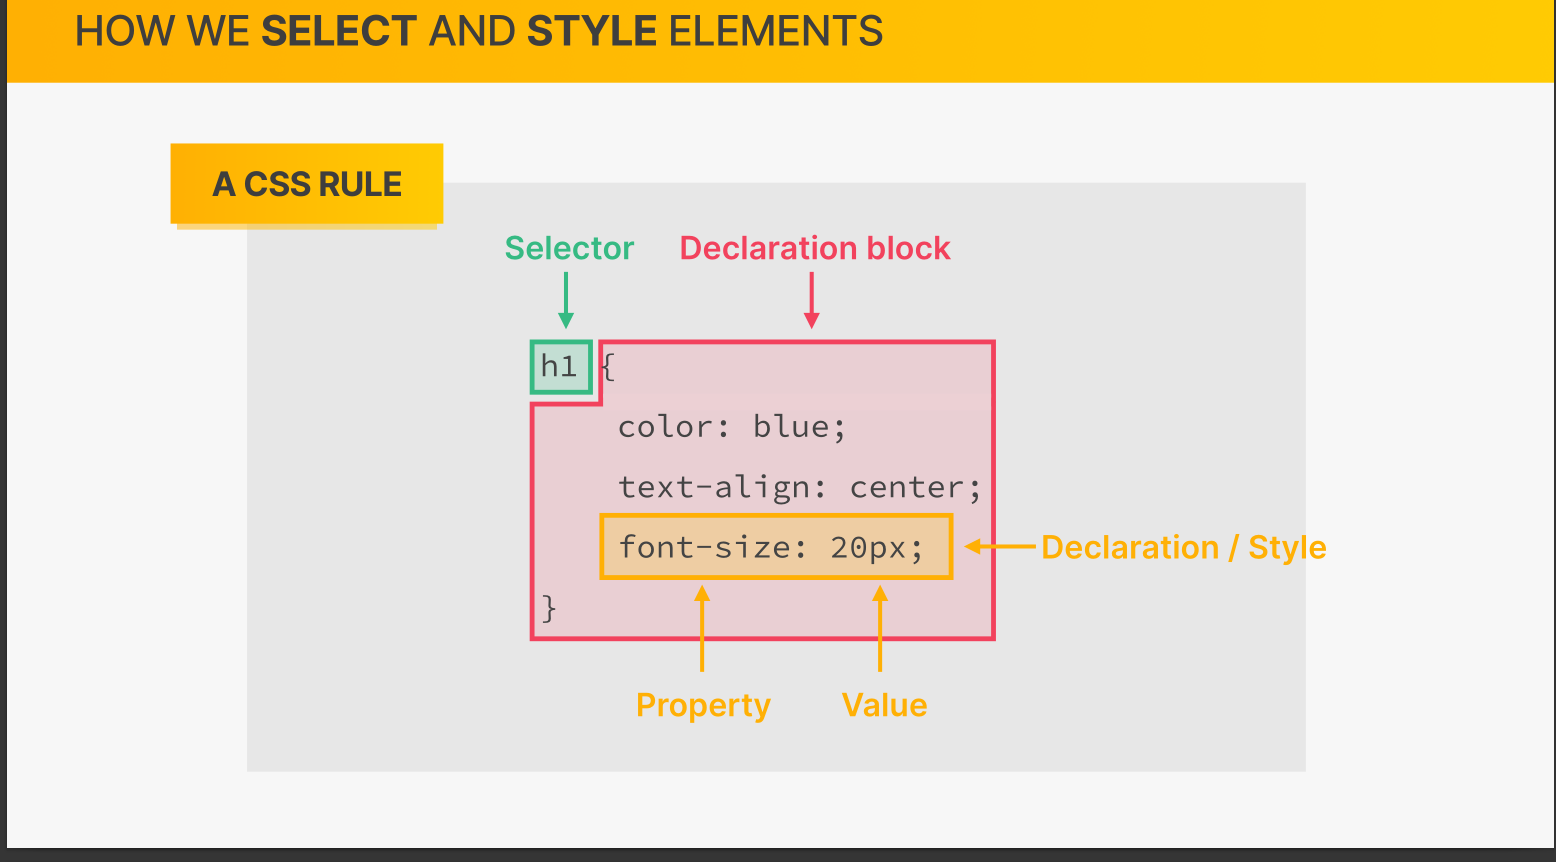 HOW WE SELECT AND STYLE ELEMENTS
A CSS RULE
Selector
Declaration block
h1 {
color: blue;
text-align: center;
font-size: 20px;
Declaration / Style
}
Property
Value